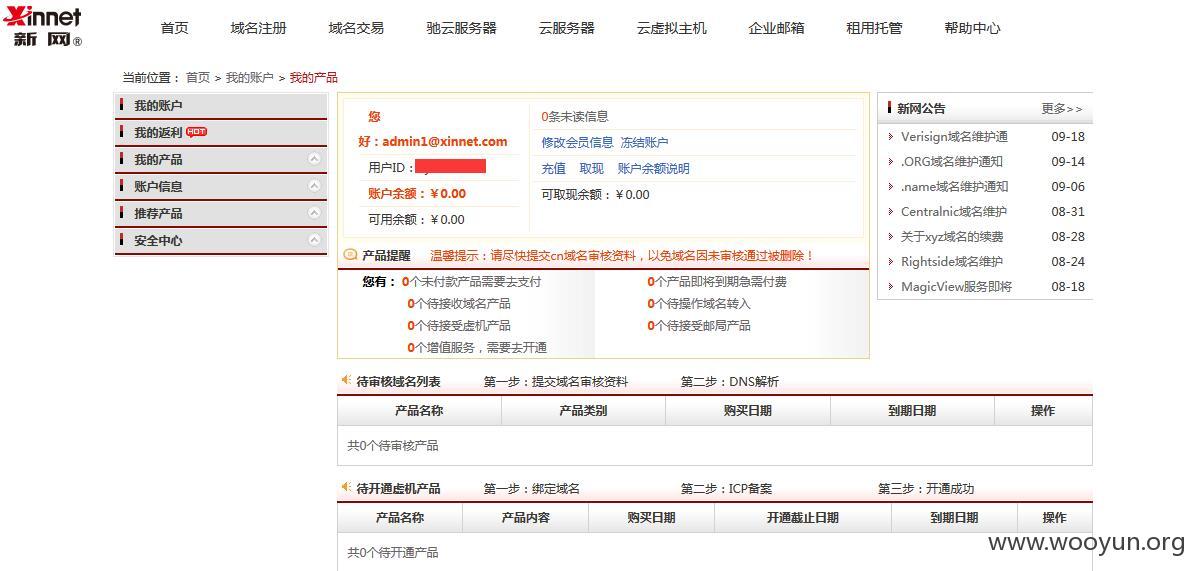 Xinnet
新 网®
首页 域名注册 域名交易 驰云服务器 云服务器 云虚拟主机 企业邮箱 租用托管 帮助中心
当前位置： 首页 > 我的账户 > 我的产品
我的账户
我的返利 HOT
我的产品
账户信息
推荐产品
安全中心
您
好：admin1@xinnet.com
用户ID：
账户余额：￥0.00
可用余额：￥0.00
0条未读信息
修改会员信息 冻结账户
充值 取现 账户余额说明
可取现余额：￥0.00
产品提醒 温馨提示：请尽快提交cn域名审核资料，以免域名因未审核通过被删除！
您有： 0个未付款产品需要去支付 0个产品即将到期急需付费
0个待接收域名产品 0个待操作域名转入
0个待接受虚机产品 0个待接受邮局产品
0个增值服务，需要去开通
新网公告 更多>>
Verisign域名维护通 09-18
.ORG域名维护通知 09-14
.name域名维护通知 09-06
Centralnic域名维护 08-31
关于xyz域名的续费 08-28
Rightside域名维护 08-24
MagicView服务即将 08-18
待审核域名列表 第一步：提交域名审核资料 第二步：DNS解析
产品名称 产品类别 购买日期 到期日期 操作
共0个待审核产品
待开通虚机产品 第一步：绑定域名 第二步：ICP备案 第三步：开通成功
产品名称 产品内容 购买日期 开通截止日期 到期日期 操作
共0个待开通产品
www.wooyun.org